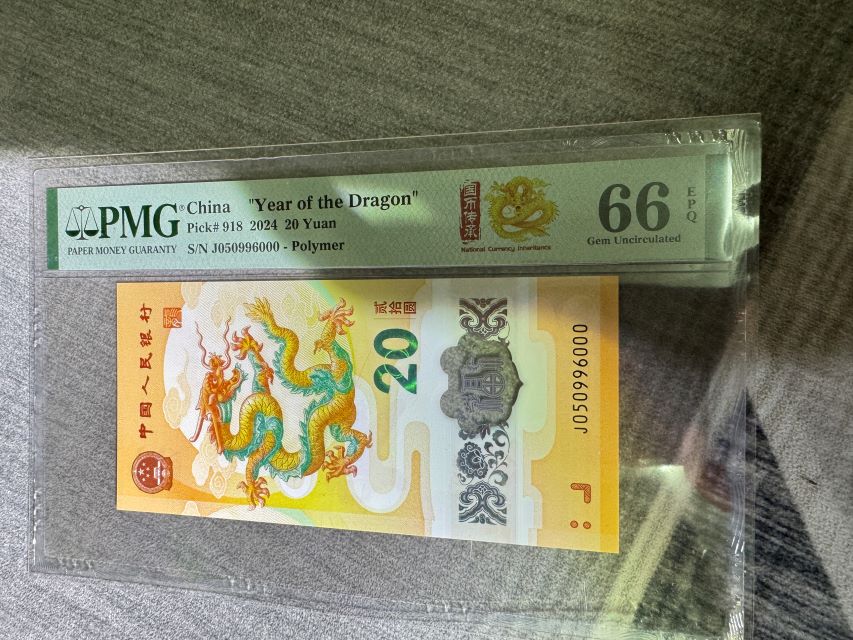 PMG®
PAPER MONEY GUARANTY
China "Year of the Dragon"
Pick# 918 2024 20 Yuan
S/N J050996000 - Polymer
国币传承
National Currency Inheritance
66
EPQ
Gem Uncirculated
中国人民银行
贰拾圆
20
J050996000